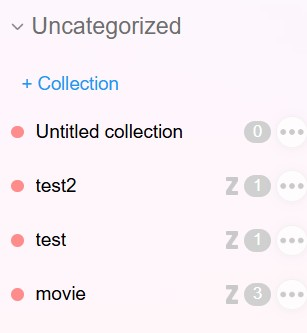 Uncategorized
+ Collection
Untitled collection 0
test2 Z 1
test Z 1
movie Z 3